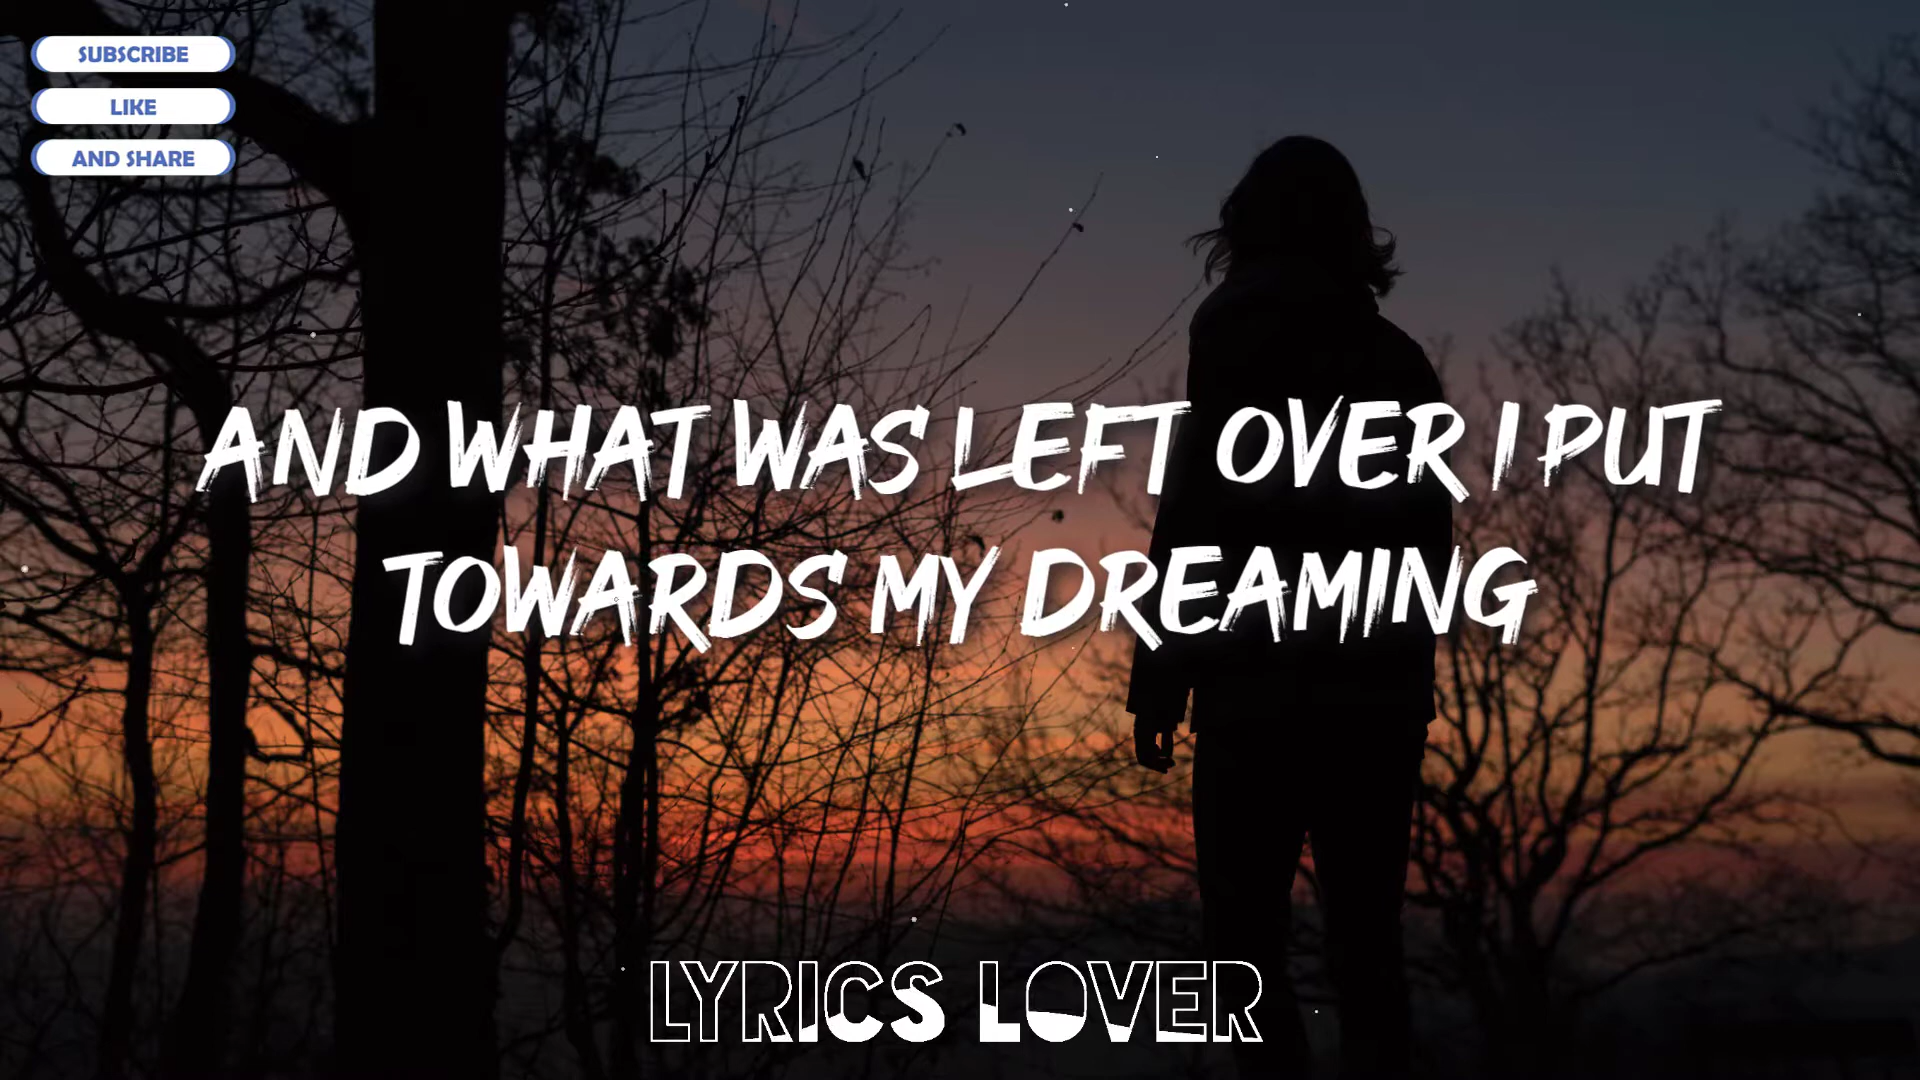 SUBSCRIBE
LIKE
AND SHARE
AND WHAT WAS LEFT OVER I PUT
TOWARDS MY DREAMING
LYRICS LOVER